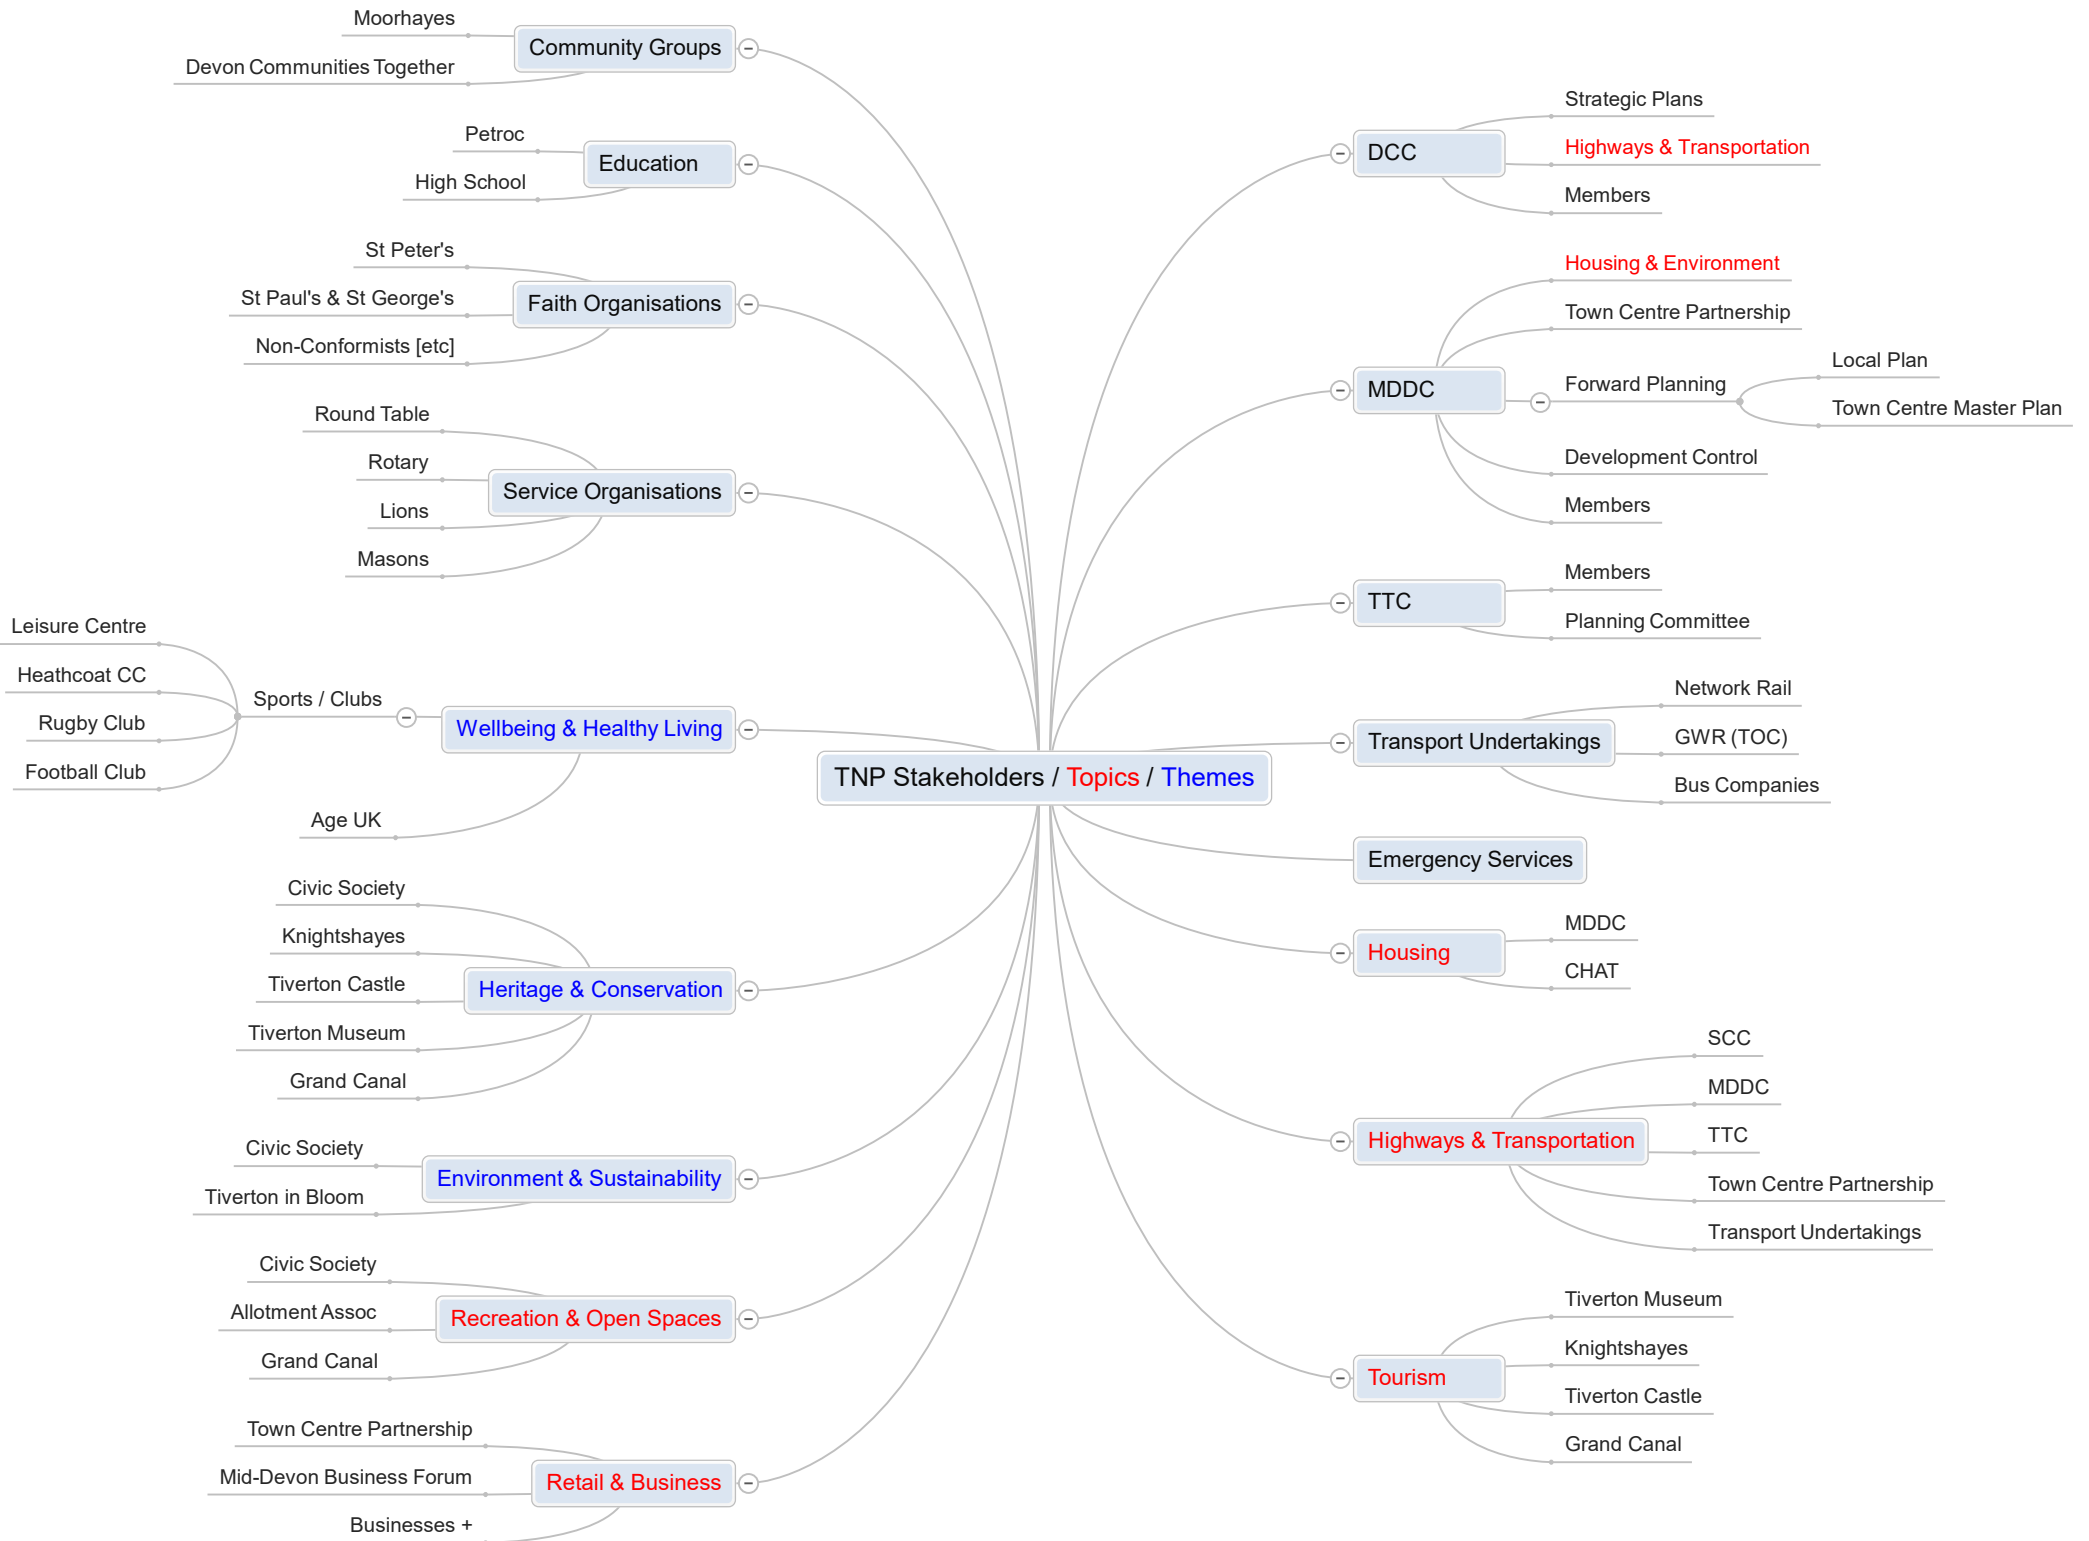 Moorhayes
Community Groups
Devon Communities Together
Petroc
Education
High School
St Peter's
St Paul's & St George's
Faith Organisations
Non-Conformists [etc]
Round Table
Rotary
Service Organisations
Lions
Masons
Leisure Centre
Heathcoat CC
Sports / Clubs
Rugby Club
Football Club
Wellbeing & Healthy Living
Age UK
Civic Society
Knightshayes
Tiverton Castle
Heritage & Conservation
Tiverton Museum
Grand Canal
Civic Society
Environment & Sustainability
Tiverton in Bloom
Civic Society
Allotment Assoc
Recreation & Open Spaces
Grand Canal
Town Centre Partnership
Mid-Devon Business Forum
Retail & Business
Businesses +
TNP Stakeholders / Topics / Themes
Strategic Plans
DCC
Highways & Transportation
Members
Housing & Environment
Town Centre Partnership
MDDC
Forward Planning
Local Plan
Town Centre Master Plan
Development Control
Members
TTC
Members
Planning Committee
Network Rail
Transport Undertakings
GWR (TOC)
Bus Companies
Emergency Services
Housing
MDDC
CHAT
SCC
MDDC
Highways & Transportation
TTC
Town Centre Partnership
Transport Undertakings
Tiverton Museum
Knightshayes
Tourism
Tiverton Castle
Grand Canal